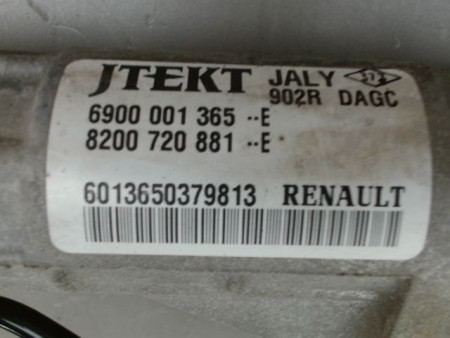 JTEKT JALY
902R DAGC
6900 001 365 --E
8200 720 881 --E
6013650379813 RENAULT